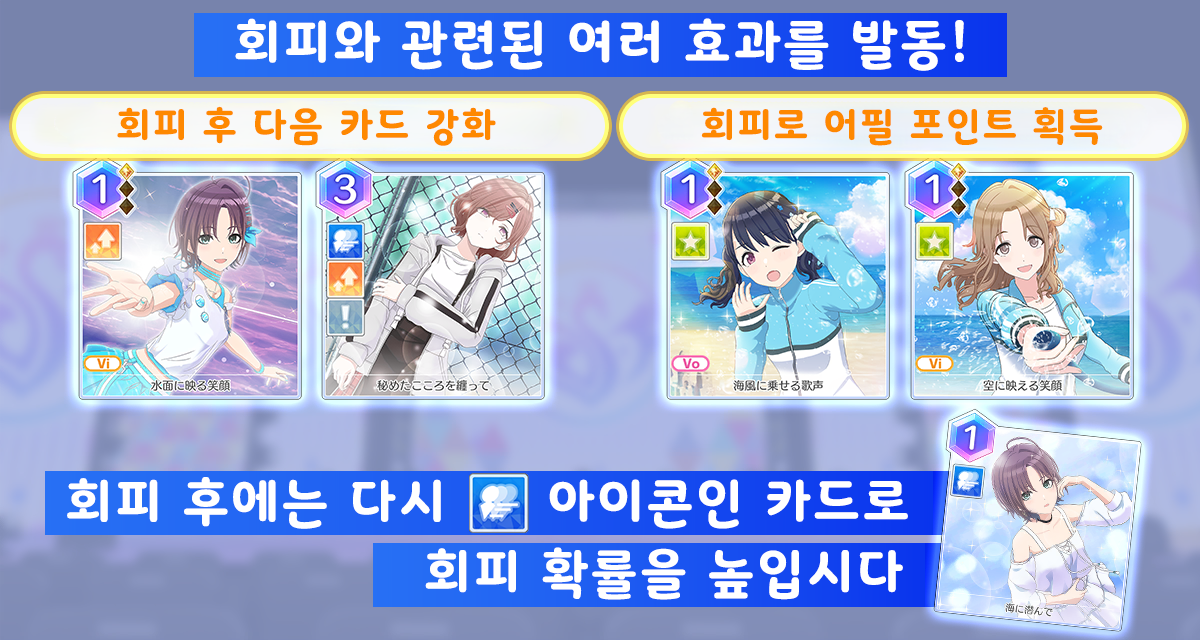 회피와 관련된 여러 효과를 발동!
회피 후 다음 카드 강화
회피로 어필 포인트 획득
1
3
1
1
Vi
Vo
Vi
水面に映る笑顔
秘めたこころを纏って
海風に乗せる歌声
空に映える笑顔
회피 후에는 다시 아이콘인 카드로
회피 확률을 높입시다
1
海に潜んで